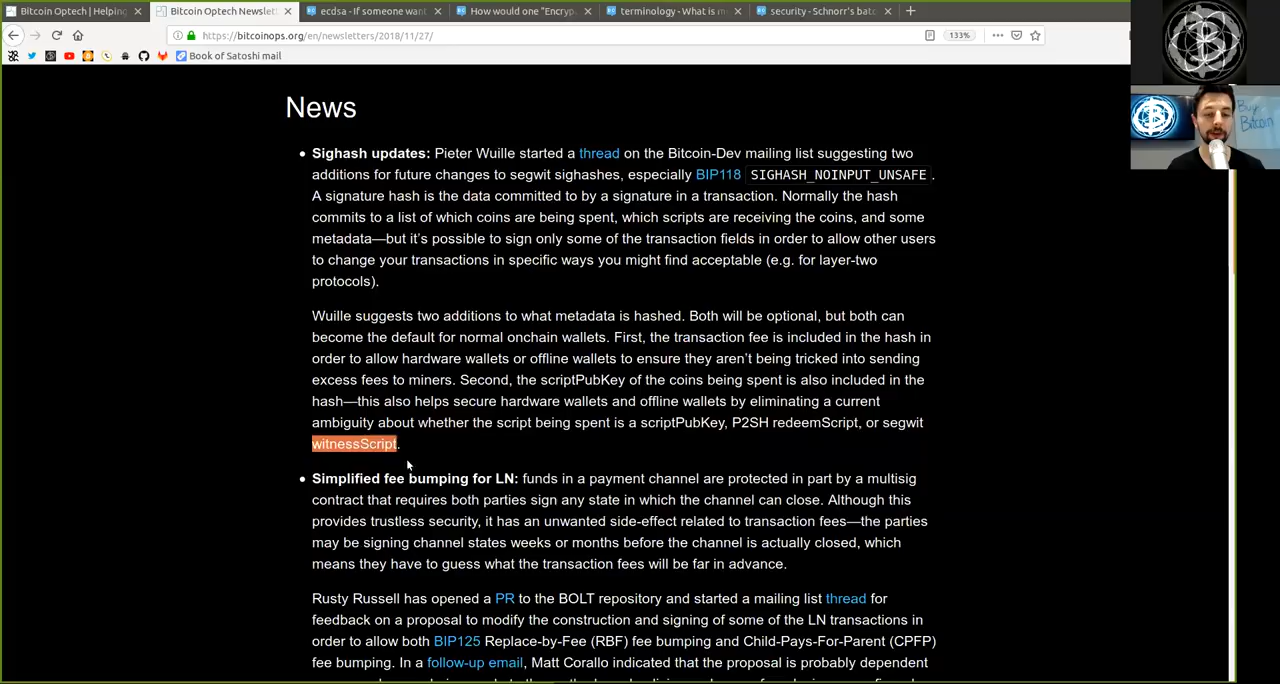 Bitcoin Optech | Helping
Bitcoin Optech Newslett
ecdsa - If someone want
How would one "Encryp
terminology - What is m
security - Schnorr's bato
https://bitcoinops.org/en/newsletters/2018/11/27/
133%
Book of Satoshi mail
Buy
Bitcoin
News
Sighash updates: Pieter Wuille started a thread on the Bitcoin-Dev mailing list suggesting two
additions for future changes to segwit sighashes, especially BIP118 SIGHASH_NOINPUT_UNSAFE.
A signature hash is the data committed to by a signature in a transaction. Normally the hash
commits to a list of which coins are being spent, which scripts are receiving the coins, and some
metadata—but it's possible to sign only some of the transaction fields in order to allow other users
to change your transactions in specific ways you might find acceptable (e.g. for layer-two
protocols).
Wuille suggests two additions to what metadata is hashed. Both will be optional, but both can
become the default for normal onchain wallets. First, the transaction fee is included in the hash in
order to allow hardware wallets or offline wallets to ensure they aren't being tricked into sending
excess fees to miners. Second, the scriptPubKey of the coins being spent is also included in the
hash—this also helps secure hardware wallets and offline wallets by eliminating a current
ambiguity about whether the script being spent is a scriptPubKey, P2SH redeemScript, or segwit
witnessScript.
Simplified fee bumping for LN: funds in a payment channel are protected in part by a multisig
contract that requires both parties sign any state in which the channel can close. Although this
provides trustless security, it has an unwanted side-effect related to transaction fees—the parties
may be signing channel states weeks or months before the channel is actually closed, which
means they have to guess what the transaction fees will be far in advance.
Rusty Russell has opened a PR to the BOLT repository and started a mailing list thread for
feedback on a proposal to modify the construction and signing of some of the LN transactions in
order to allow both BIP125 Replace-by-Fee (RBF) fee bumping and Child-Pays-For-Parent (CPFP)
fee bumping. In a follow-up email, Matt Corallo indicated that the proposal is probably dependent